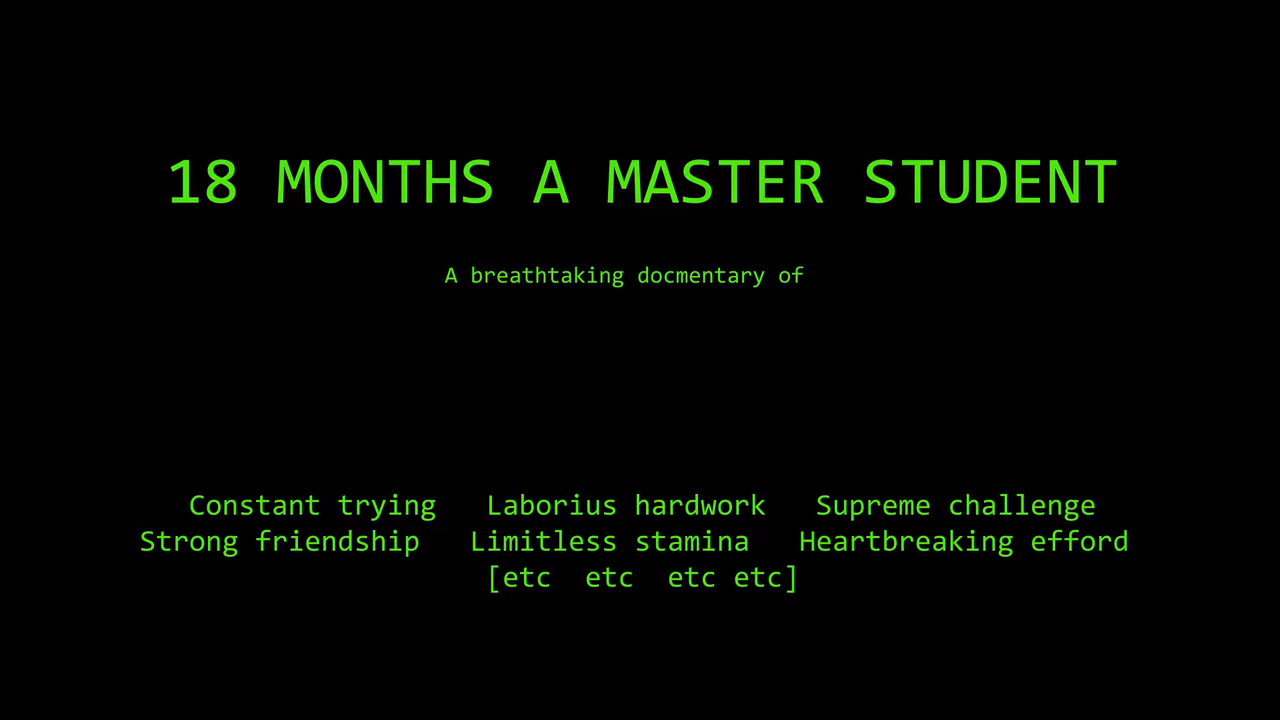 18 MONTHS A MASTER STUDENT
A breathtaking docmentary of
Constant trying   Laborius hardwork   Supreme challenge
Strong friendship   Limitless stamina   Heartbreaking efford
[etc  etc  etc etc]